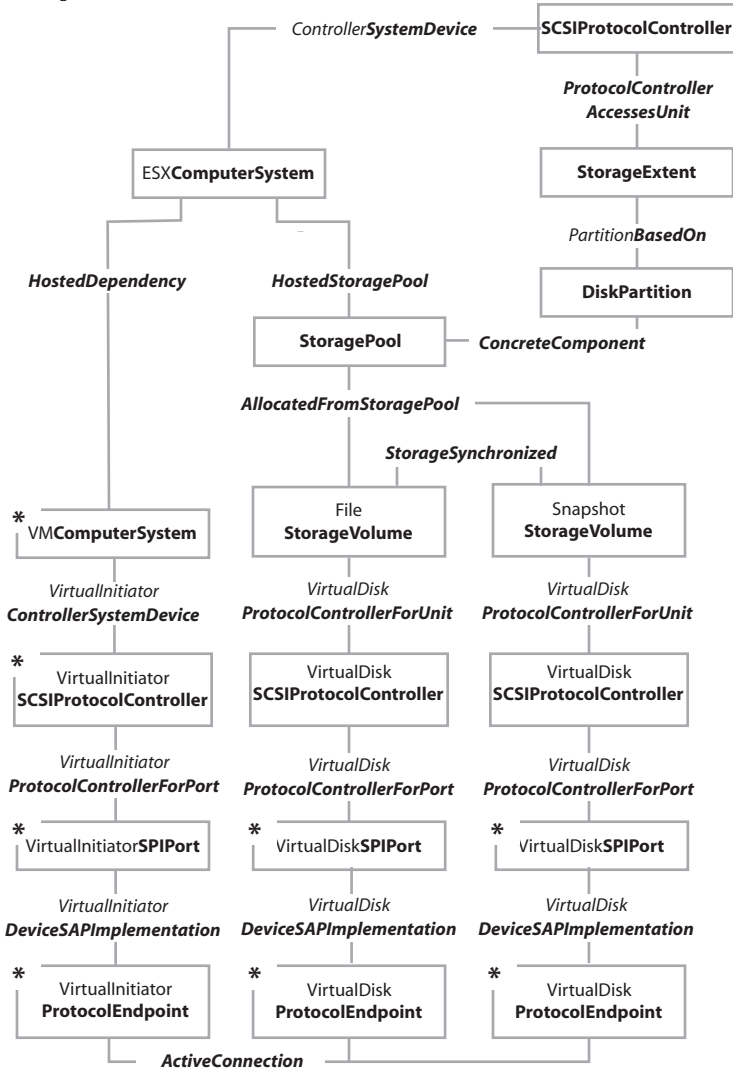 ControllerSystemDevice
SCSIProtocolController
ProtocolController
AccessesUnit
ESXComputerSystem
StorageExtent
PartitionBasedOn
HostedDependency
HostedStoragePool
DiskPartition
StoragePool
ConcreteComponent
AllocatedFromStoragePool
StorageSynchronized
* VMComputerSystem
File
StorageVolume
Snapshot
StorageVolume
VirtualInitiator
ControllerSystemDevice
VirtualDisk
ProtocolControllerForUnit
VirtualDisk
ProtocolControllerForUnit
* VirtualInitiator
SCSIProtocolController
VirtualDisk
SCSIProtocolController
VirtualDisk
SCSIProtocolController
VirtualInitiator
ProtocolControllerForPort
VirtualDisk
ProtocolControllerForPort
VirtualDisk
ProtocolControllerForPort
* VirtualInitiatorSPIPort
* VirtualDiskSPIPort
* VirtualDiskSPIPort
VirtualInitiator
DeviceSAPImplementation
VirtualDisk
DeviceSAPImplementation
VirtualDisk
DeviceSAPImplementation
* VirtualInitiator
ProtocolEndpoint
* VirtualDisk
ProtocolEndpoint
* VirtualDisk
ProtocolEndpoint
ActiveConnection